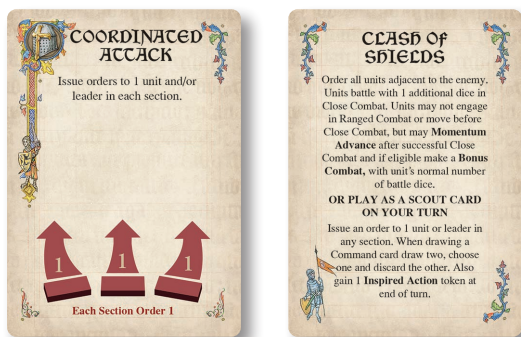 COORDINATED
ATTACK
Issue orders to 1 unit and/or
leader in each section.
1
1
1
Each Section Order 1
CLASH OF
SHIELDS
Order all units adjacent to the enemy.
Units battle with 1 additional dice in
Close Combat. Units may not engage
in Ranged Combat or move before
Close Combat, but may Momentum
Advance after successful Close
Combat and if eligible make a Bonus
Combat, with unit's normal number
of battle dice.
OR PLAY AS A SCOUT CARD
ON YOUR TURN
Issue an order to 1 unit or leader in
any section. When drawing a
Command card draw two, choose
one and discard the other. Also
gain 1 Inspired Action token at
end of turn.